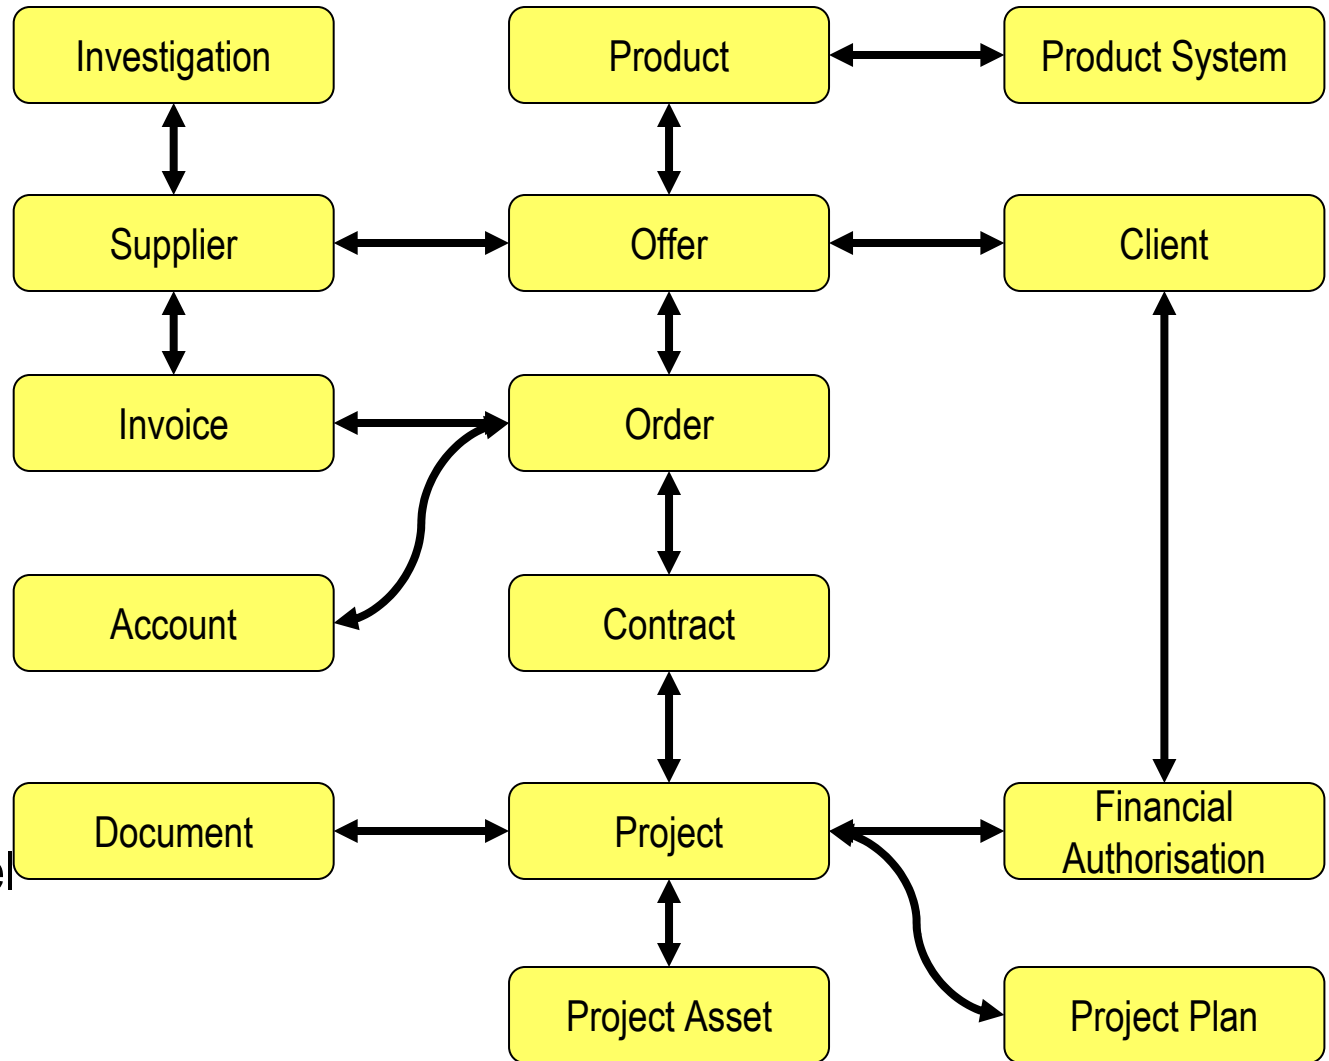 Investigation
Product
Product System
Supplier
Offer
Client
Invoice
Order
Account
Contract
Document
Project
Financial
Authorisation
el
Project Asset
Project Plan